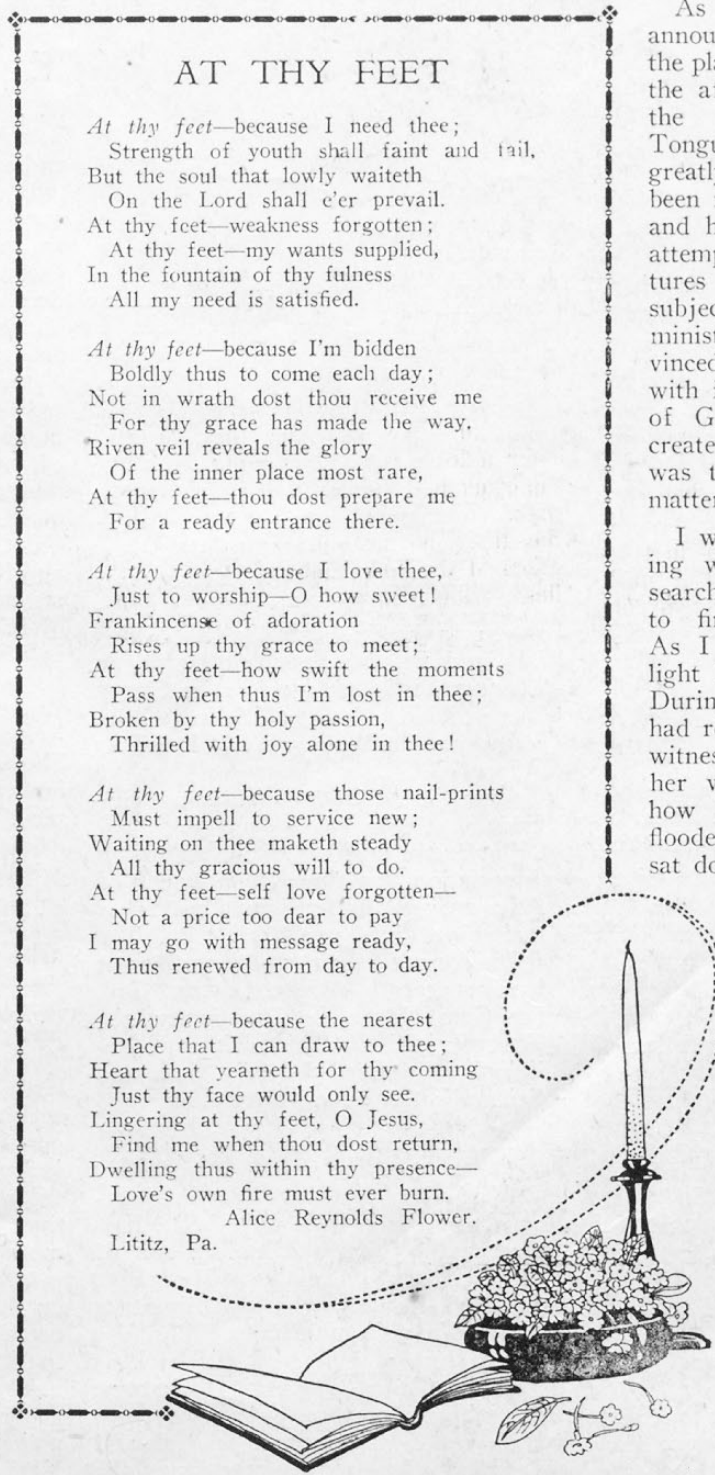 AT THY FEET
At thy feet—because I need thee;
Strength of youth shall faint and fail,
But the soul that lowly waiteth
On the Lord shall e'er prevail.
At thy feet—weakness forgotten;
At thy feet—my wants supplied,
In the fountain of thy fulness
All my need is satisfied.
At thy feet—because I'm bidden
Boldly thus to come each day;
Not in wrath dost thou receive me
For thy grace has made the way.
Riven veil reveals the glory
Of the inner place most rare,
At thy feet—thou dost prepare me
For a ready entrance there.
At thy feet—because I love thee,
Just to worship—O how sweet!
Frankincense of adoration
Rises up thy grace to meet;
At thy feet—how swift the moments
Pass when thus I'm lost in thee;
Broken by thy holy passion,
Thrilled with joy alone in thee!
At thy feet—because those nail-prints
Must impell to service new;
Waiting on thee maketh steady
All thy gracious will to do.
At thy feet—self love forgotten—
Not a price too dear to pay
I may go with message ready,
Thus renewed from day to day.
At thy feet—because the nearest
Place that I can draw to thee;
Heart that yearneth for thy coming
Just thy face would only see.
Lingering at thy feet, O Jesus,
Find me when thou dost return,
Dwelling thus within thy presence—
Love's own fire must ever burn.
Alice Reynolds Flower.
Lititz, Pa.
As
annou
the pla
the a
the
Tongu
greatl
been
and h
attemp
tures
subjec
minist
vinced
with
of G
create
was t
matter
I w
ing w
search
to fi
As I
light
Durin
had r
witnes
her v
how
floode
sat do